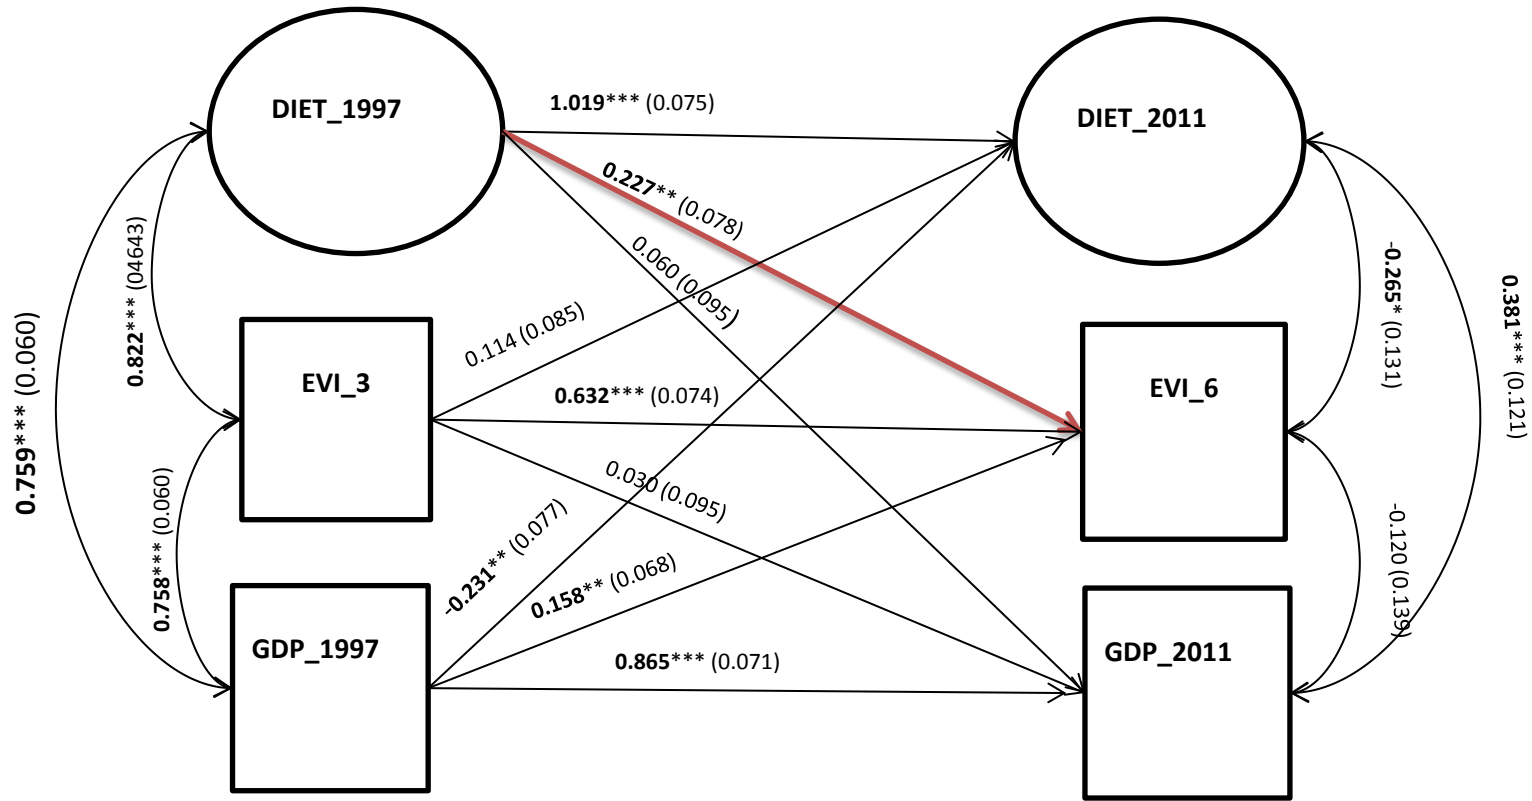 DIET_1997
DIET_2011
1.019*** (0.075)
0.227** (0.078)
0.060 (0.095)
0.822*** (04643)
-0.265* (0.131)
0.759*** (0.060)
0.381*** (0.121)
0.114 (0.085)
EVI_3
EVI_6
0.632*** (0.074)
0.030 (0.095)
0.758*** (0.060)
-0.231** (0.077)
0.158** (0.068)
-0.120 (0.139)
GDP_1997
GDP_2011
0.865*** (0.071)